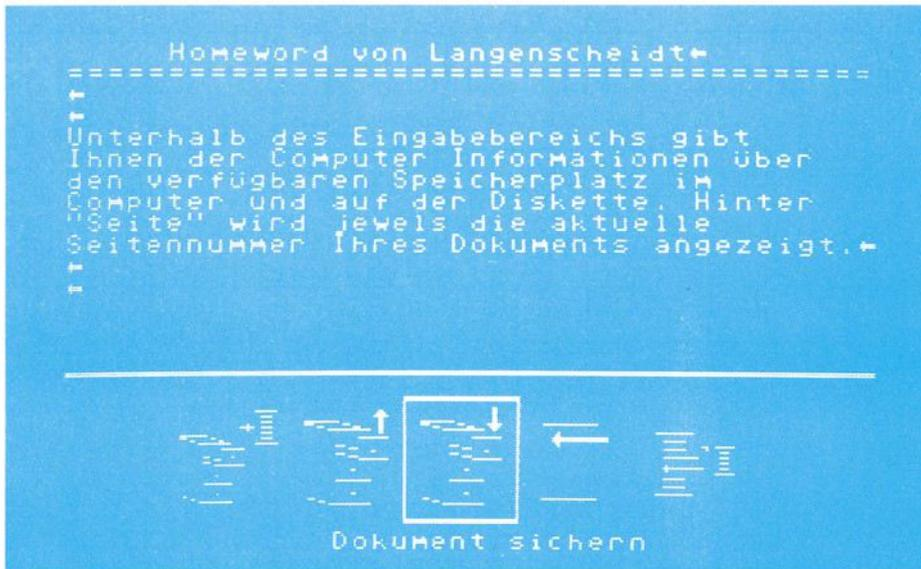 Homeword von Langenscheidt←
========================================
←
←
Unterhalb des Eingabebereichs gibt
Ihnen der Computer Informationen über
den verfügbaren Speicherplatz im
Computer und auf der Diskette. Hinter
"Seite" wird jewels die aktuelle
Seitennummer Ihres Dokuments angezeigt.←
←
←
Dokument sichern